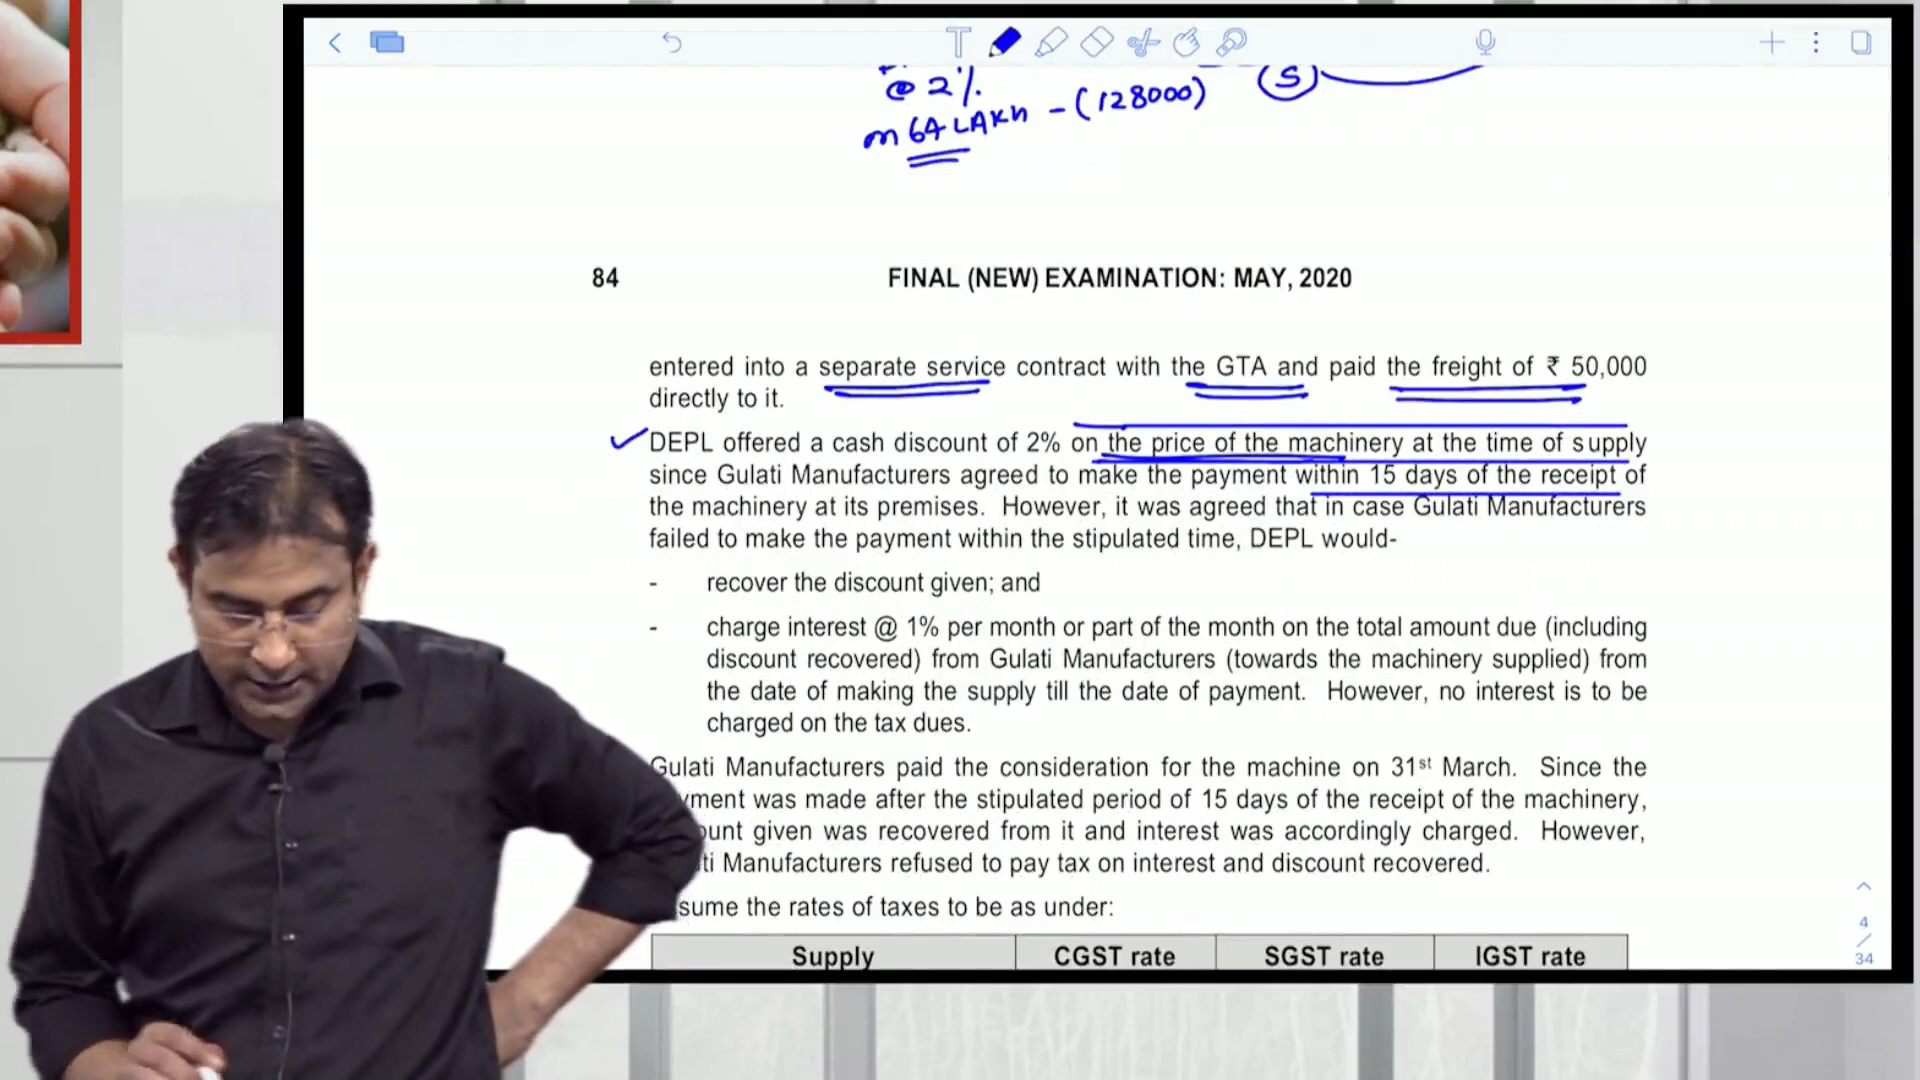 @ 2%.
64 LAKH - (128000)
S
84
FINAL (NEW) EXAMINATION: MAY, 2020
entered into a separate service contract with the GTA and paid the freight of ₹ 50,000
directly to it.
DEPL offered a cash discount of 2% on the price of the machinery at the time of supply
since Gulati Manufacturers agreed to make the payment within 15 days of the receipt of
the machinery at its premises. However, it was agreed that in case Gulati Manufacturers
failed to make the payment within the stipulated time, DEPL would-
- recover the discount given; and
- charge interest @ 1% per month or part of the month on the total amount due (including
discount recovered) from Gulati Manufacturers (towards the machinery supplied) from
the date of making the supply till the date of payment. However, no interest is to be
charged on the tax dues.
Gulati Manufacturers paid the consideration for the machine on 31st March. Since the
yment was made after the stipulated period of 15 days of the receipt of the machinery,
ount given was recovered from it and interest was accordingly charged. However,
ti Manufacturers refused to pay tax on interest and discount recovered.
sume the rates of taxes to be as under:
Supply CGST rate SGST rate IGST rate
4
34